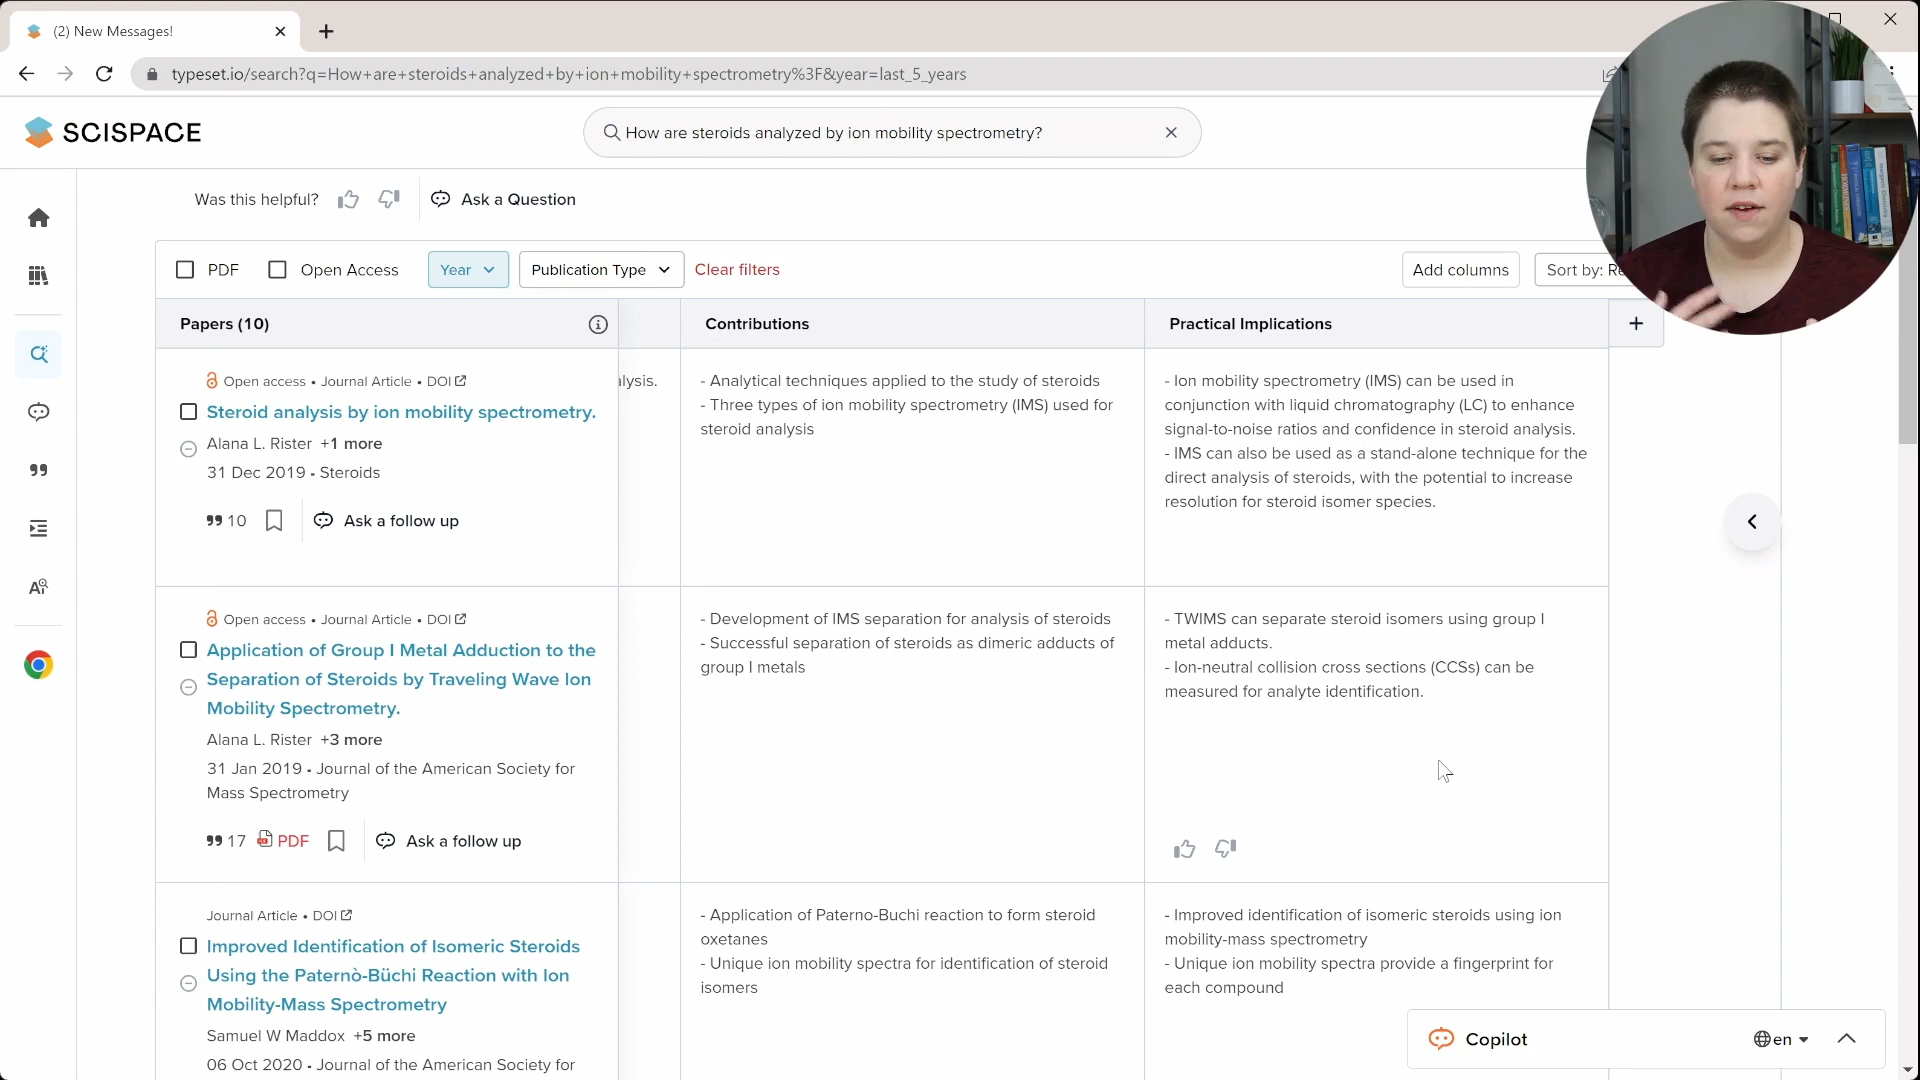 (2) New Messages!
typeset.io/search?q=How+are+steroids+analyzed+by+ion+mobility+spectrometry%3F&year=last_5_years
SCISPACE
How are steroids analyzed by ion mobility spectrometry?
Was this helpful?
Ask a Question
PDF
Open Access
Year
Publication Type
Clear filters
Add columns
Sort by: Re
Papers (10)
Contributions
Practical Implications
Open access • Journal Article • DOI
Steroid analysis by ion mobility spectrometry.
Alana L. Rister +1 more
31 Dec 2019 - Steroids
10
Ask a follow up
lysis.
- Analytical techniques applied to the study of steroids
- Three types of ion mobility spectrometry (IMS) used for
steroid analysis
- Ion mobility spectrometry (IMS) can be used in
conjunction with liquid chromatography (LC) to enhance
signal-to-noise ratios and confidence in steroid analysis.
- IMS can also be used as a stand-alone technique for the
direct analysis of steroids, with the potential to increase
resolution for steroid isomer species.
Open access • Journal Article • DOI
Application of Group I Metal Adduction to the
Separation of Steroids by Traveling Wave Ion
Mobility Spectrometry.
Alana L. Rister +3 more
31 Jan 2019 - Journal of the American Society for
Mass Spectrometry
17
PDF
Ask a follow up
- Development of IMS separation for analysis of steroids
- Successful separation of steroids as dimeric adducts of
group I metals
- TWIMS can separate steroid isomers using group I
metal adducts.
- Ion-neutral collision cross sections (CCSs) can be
measured for analyte identification.
Journal Article • DOI
Improved Identification of Isomeric Steroids
Using the Paternò-Büchi Reaction with Ion
Mobility-Mass Spectrometry
Samuel W Maddox +5 more
06 Oct 2020 - Journal of the American Society for
- Application of Paterno-Buchi reaction to form steroid
oxetanes
- Unique ion mobility spectra for identification of steroid
isomers
- Improved identification of isomeric steroids using ion
mobility-mass spectrometry
- Unique ion mobility spectra provide a fingerprint for
each compound
Copilot
en